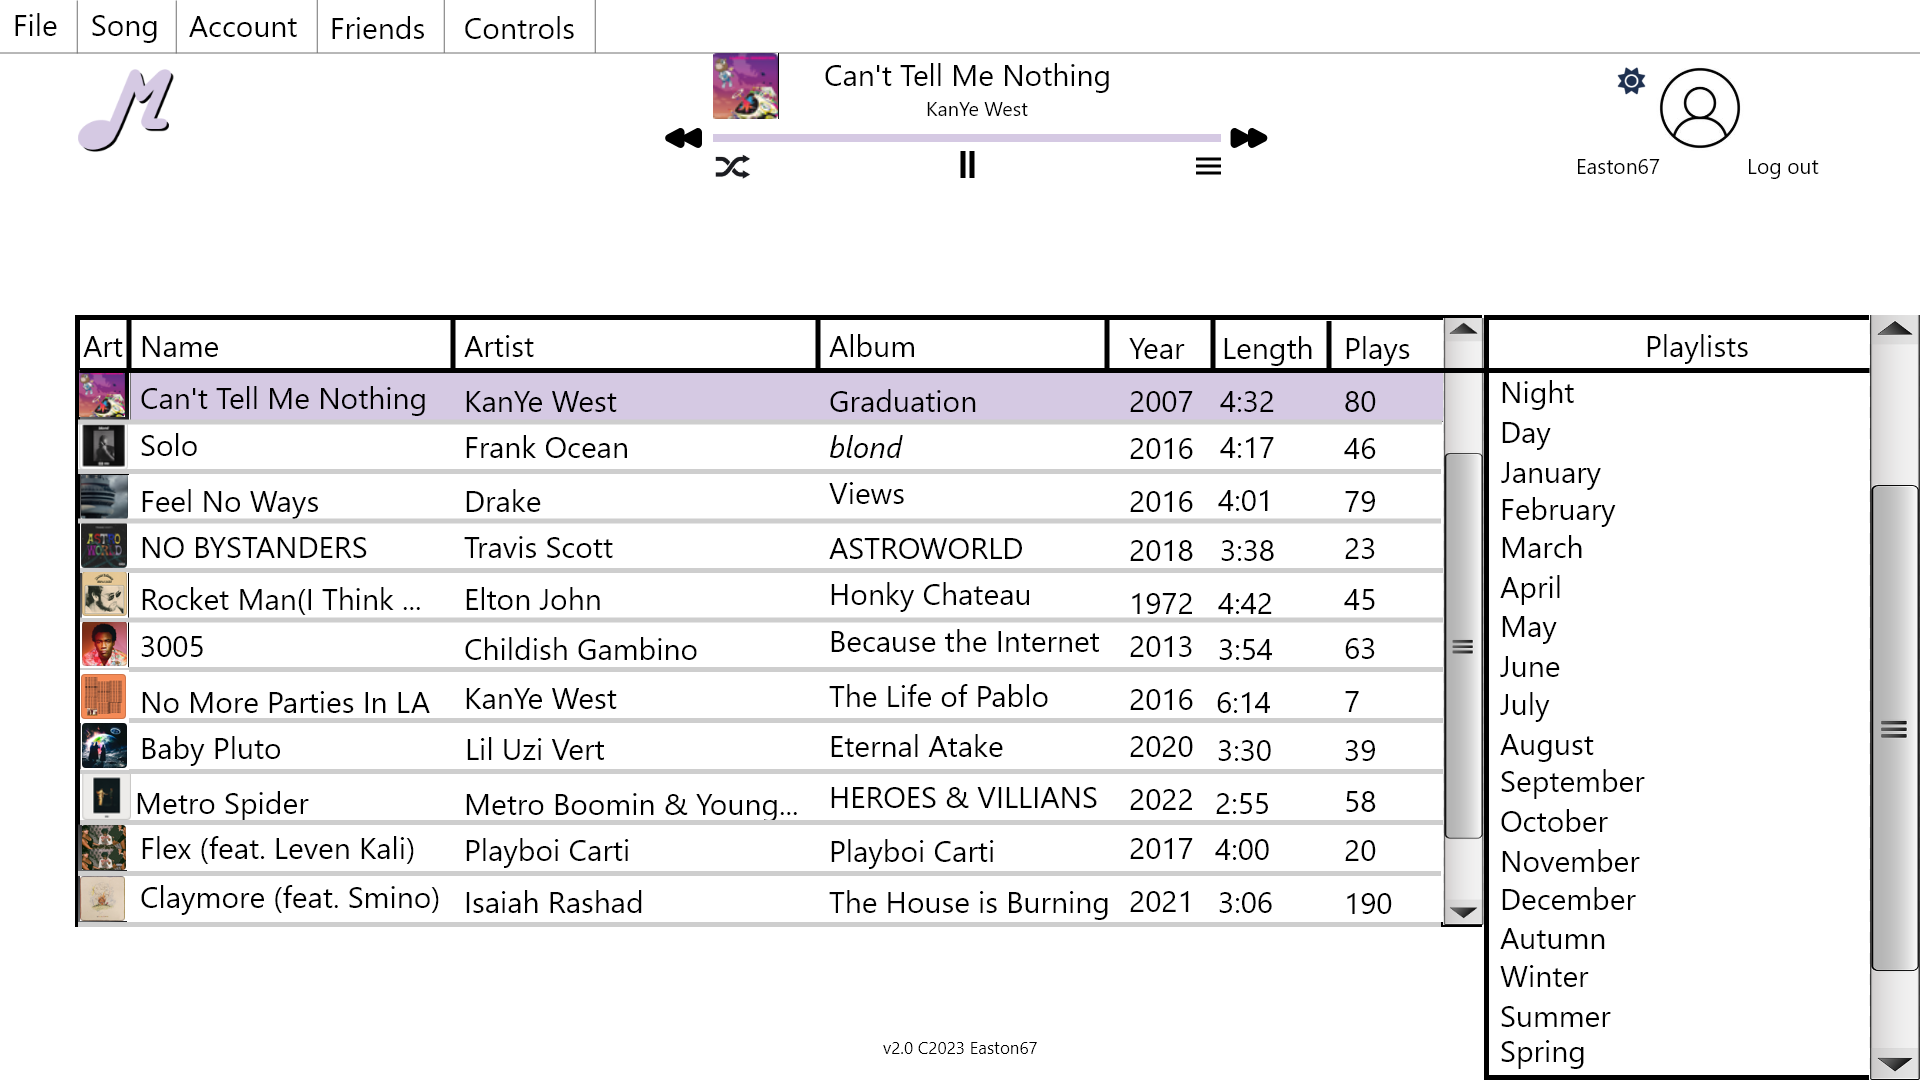 File Song Account Friends Controls
Can't Tell Me Nothing
KanYe West
Easton67 Log out
Art Name Artist Album Year Length Plays
Can't Tell Me Nothing KanYe West Graduation 2007 4:32 80
Solo Frank Ocean blond 2016 4:17 46
Feel No Ways Drake Views 2016 4:01 79
NO BYSTANDERS Travis Scott ASTROWORLD 2018 3:38 23
Rocket Man(I Think ... Elton John Honky Chateau 1972 4:42 45
3005 Childish Gambino Because the Internet 2013 3:54 63
No More Parties In LA KanYe West The Life of Pablo 2016 6:14 7
Baby Pluto Lil Uzi Vert Eternal Atake 2020 3:30 39
Metro Spider Metro Boomin & Young... HEROES & VILLIANS 2022 2:55 58
Flex (feat. Leven Kali) Playboi Carti Playboi Carti 2017 4:00 20
Claymore (feat. Smino) Isaiah Rashad The House is Burning 2021 3:06 190
Playlists
Night
Day
January
February
March
April
May
June
July
August
September
October
November
December
Autumn
Winter
Summer
Spring
v2.0 C2023 Easton67